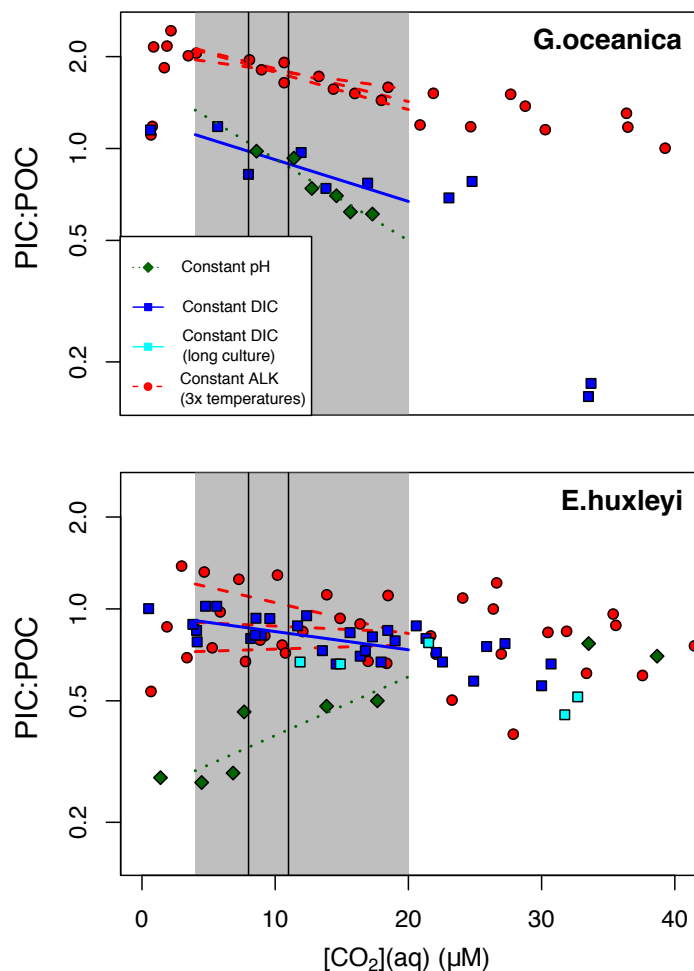 G.oceanica
PIC:POC
2.0
1.0
0.5
0.2
Constant pH
Constant DIC
Constant DIC
(long culture)
Constant ALK
(3x temperatures)
E.huxleyi
PIC:POC
2.0
1.0
0.5
0.2
0 10 20 30 40
[CO₂](aq) (μM)